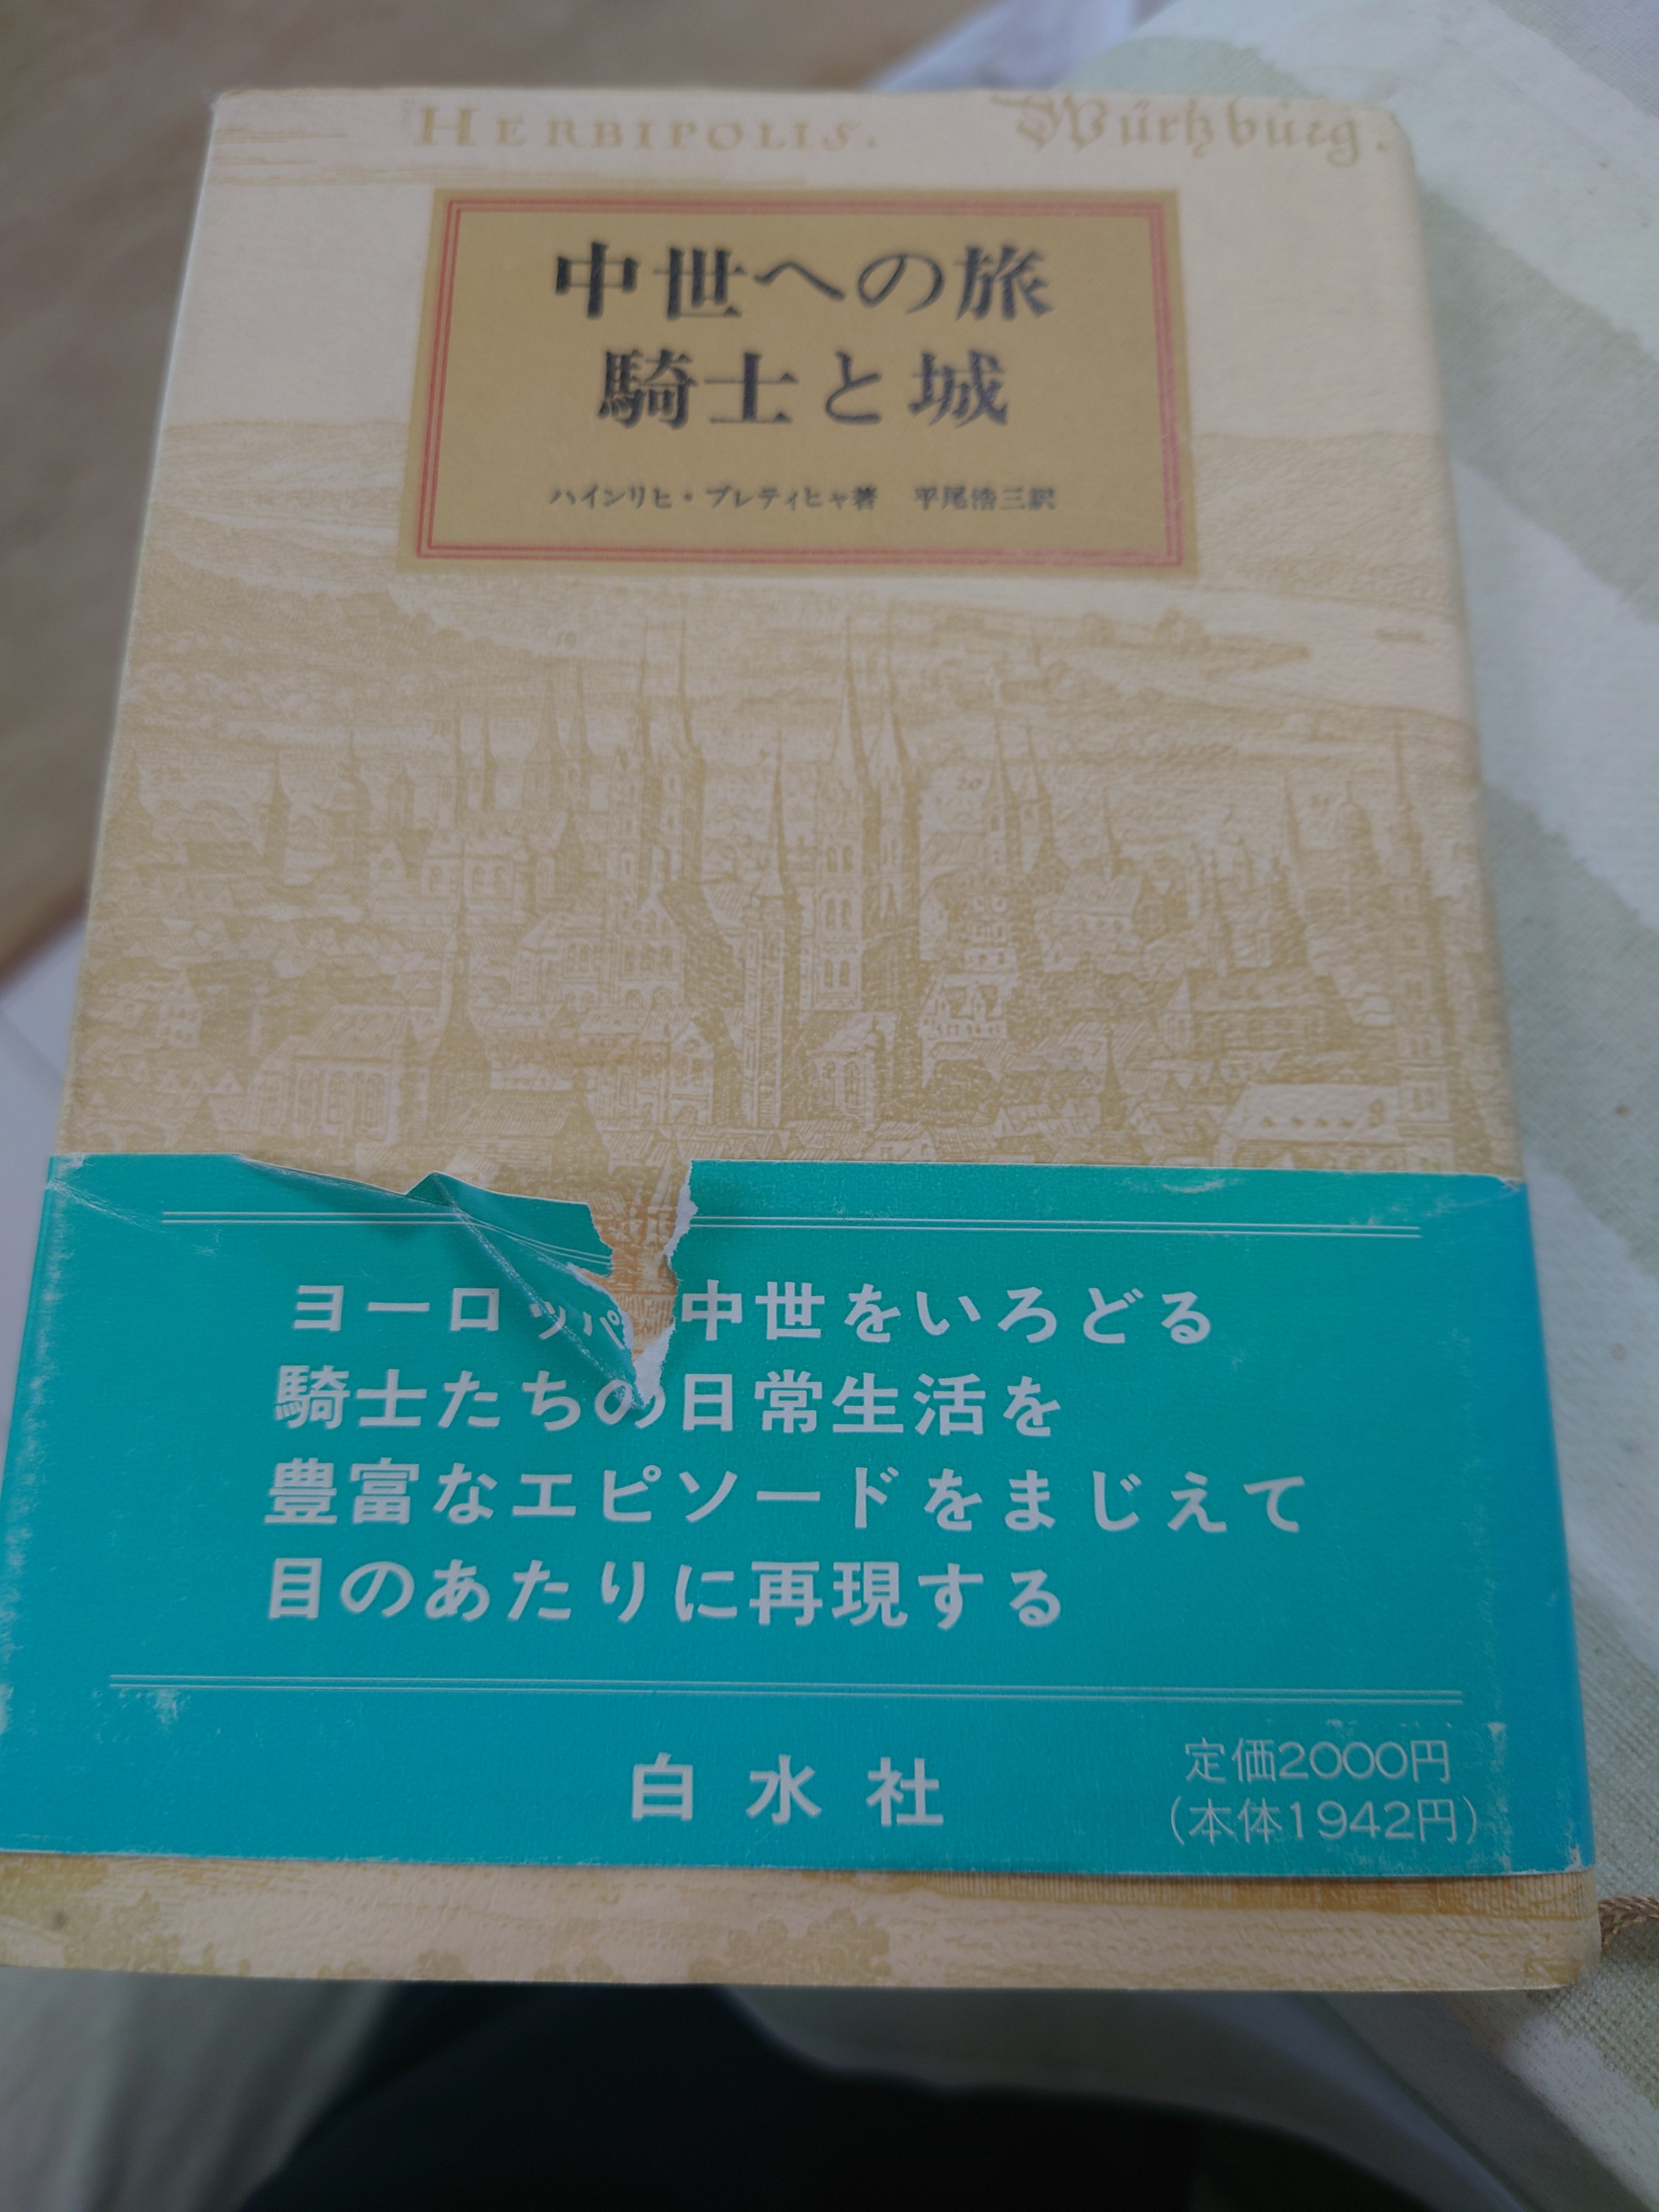 HERBIPOLIS. Würtzburg.
中世への旅
騎士と城
ハインリヒ・プレティヒャ著 平尾浩三訳
ヨーロッパ中世をいろどる
騎士たちの日常生活を
豊富なエピソードをまじえて
目のあたりに再現する
白水社
定価2000円
(本体1942円)